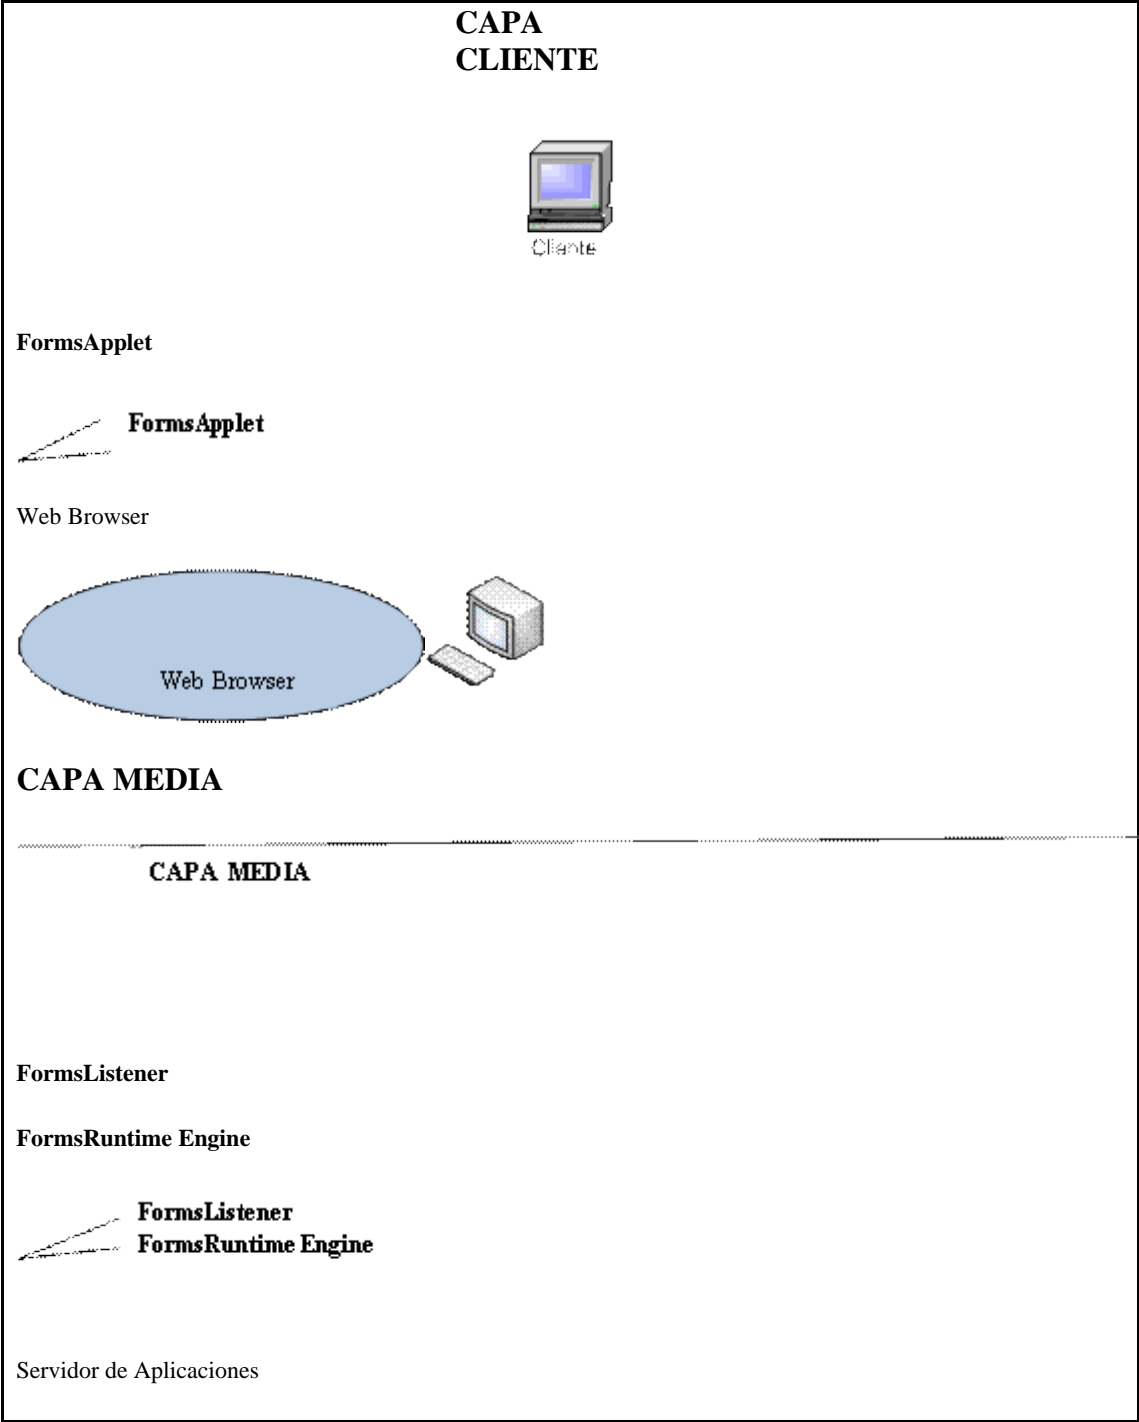 CAPA
CLIENTE
Cliente
FormsApplet
FormsApplet
Web Browser
Web Browser
CAPA MEDIA
CAPA MEDIA
FormsListener
FormsRuntime Engine
FormsListener
FormsRuntime Engine
Servidor de Aplicaciones